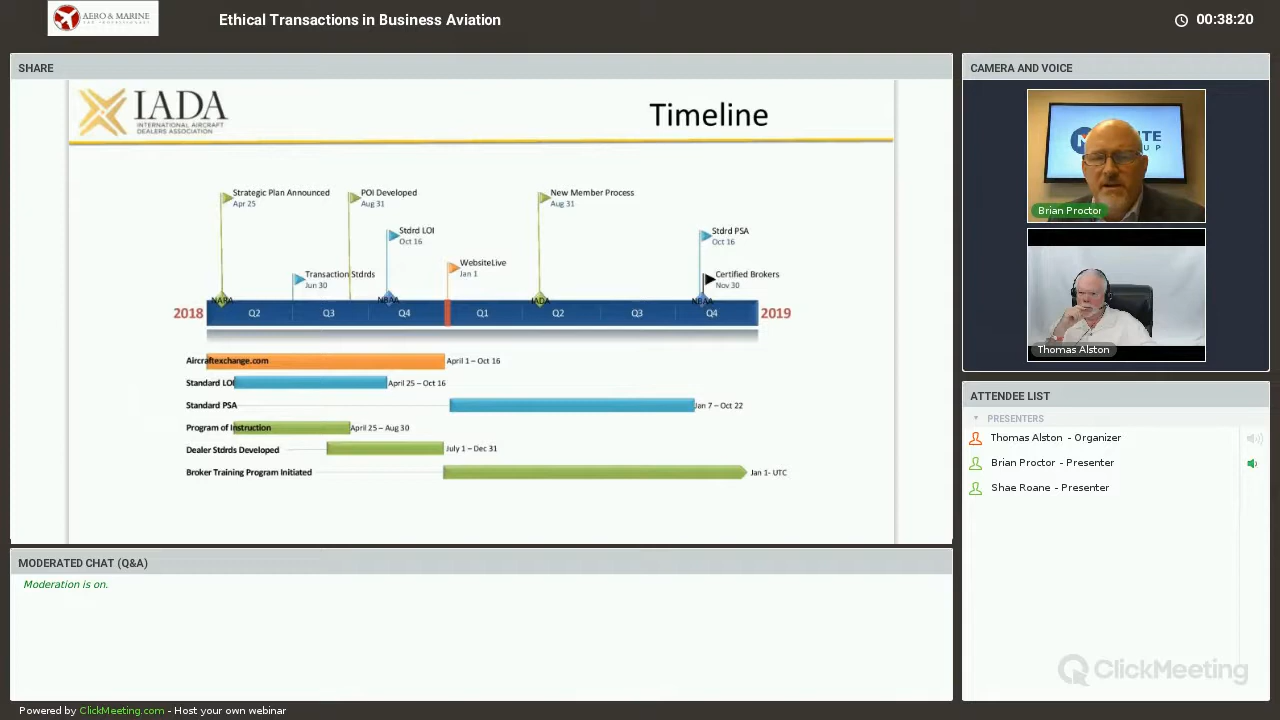 AERO & MARINE
TAX PROFESSIONALS
Ethical Transactions in Business Aviation
00:38:20
SHARE
IADA
INTERNATIONAL AIRCRAFT
DEALERS ASSOCIATION
Timeline
Strategic Plan Announced
Apr 25
POI Developed
Aug 31
New Member Process
Aug 31
Stdrd LOI
Oct 16
Stdrd PSA
Oct 16
WebsiteLive
Jan 1
Transaction Stdrds
Jun 30
Certified Brokers
Nov 30
NARA
NBAA
IADA
NBAA
2018
Q2
Q3
Q4
Q1
Q2
Q3
Q4
2019
Aircraftexchange.com
April 1 – Oct 16
Standard LOI
April 25 – Oct 16
Standard PSA
Jan 7 – Oct 22
Program of Instruction
April 25 – Aug 30
Dealer Stdrds Developed
July 1 – Dec 31
Broker Training Program Initiated
Jan 1- UTC
MODERATED CHAT (Q&A)
Moderation is on.
CAMERA AND VOICE
Brian Proctor
Thomas Alston
ATTENDEE LIST
PRESENTERS
Thomas Alston - Organizer
Brian Proctor - Presenter
Shae Roane - Presenter
ClickMeeting
Powered by ClickMeeting.com - Host your own webinar